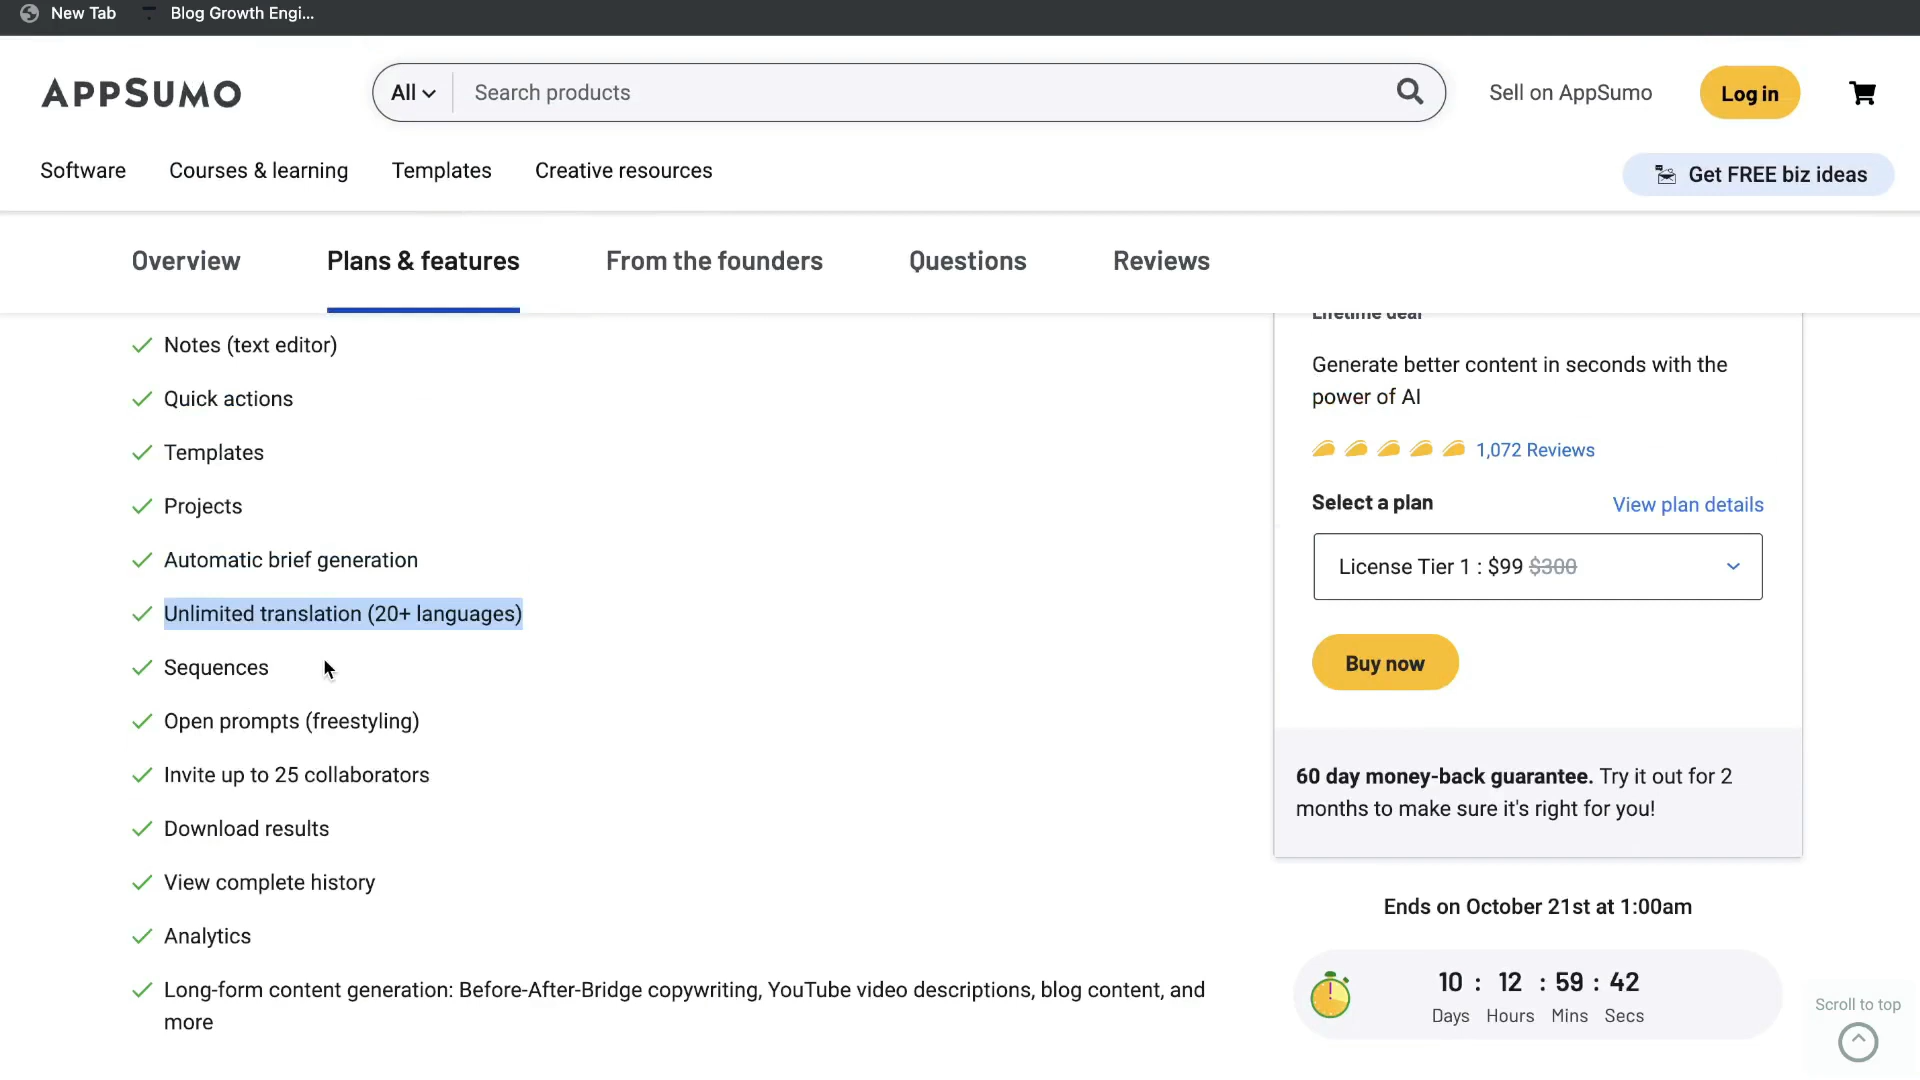 New Tab
Blog Growth Engi...
APPSUMO
All
Search products
Sell on AppSumo
Log in
Software
Courses & learning
Templates
Creative resources
Get FREE biz ideas
Overview
Plans & features
From the founders
Questions
Reviews
Notes (text editor)
Quick actions
Templates
Projects
Automatic brief generation
Unlimited translation (20+ languages)
Sequences
Open prompts (freestyling)
Invite up to 25 collaborators
Download results
View complete history
Analytics
Long-form content generation: Before-After-Bridge copywriting, YouTube video descriptions, blog content, and
more
Lifetime deal
Generate better content in seconds with the
power of AI
1,072 Reviews
Select a plan
View plan details
License Tier 1 : $99 $300
Buy now
60 day money-back guarantee. Try it out for 2
months to make sure it's right for you!
Ends on October 21st at 1:00am
10 : 12 : 59 : 42
Days Hours Mins Secs
Scroll to top